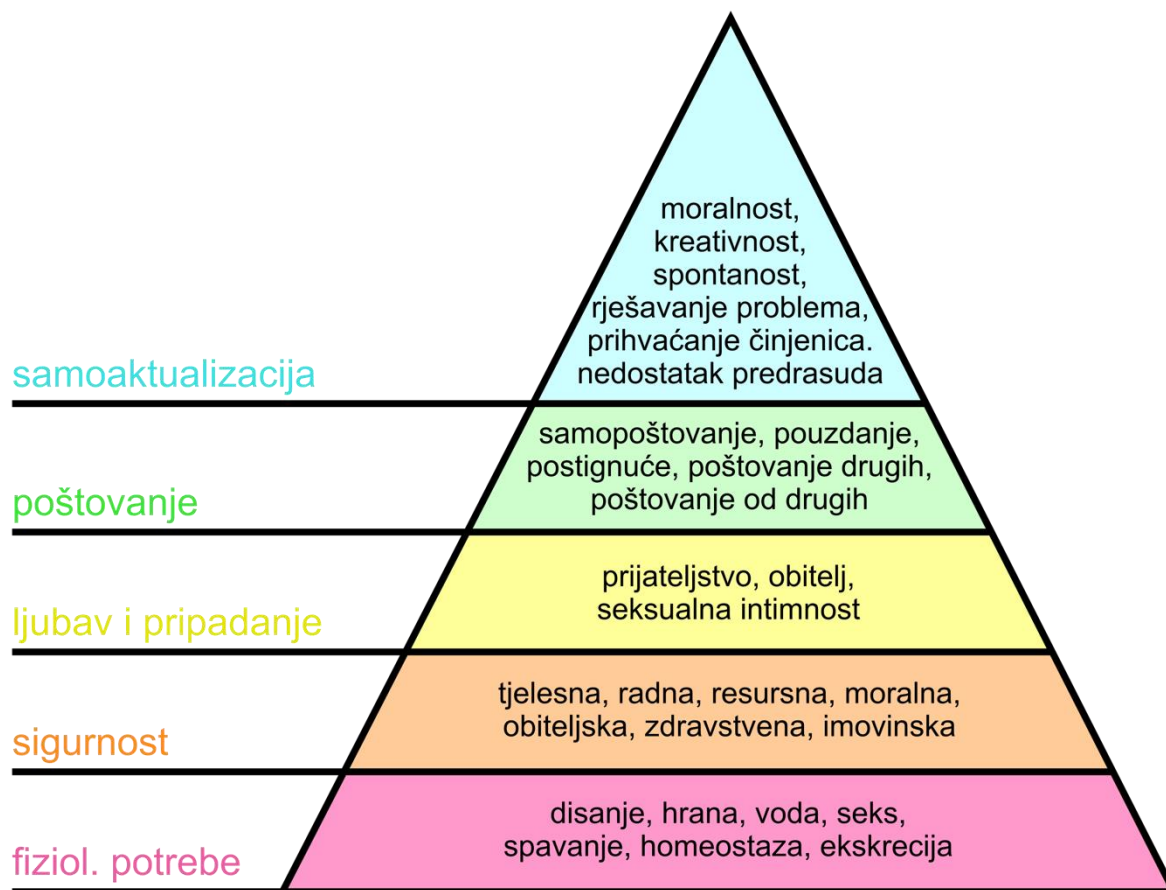 moralnost,
kreativnost,
spontanost,
rješavanje problema,
prihvaćanje činjenica.
nedostatak predrasuda
samoaktualizacija
samopoštovanje, pouzdanje,
postignuće, poštovanje drugih,
poštovanje od drugih
poštovanje
prijateljstvo, obitelj,
seksualna intimnost
ljubav i pripadanje
tjelesna, radna, resursna, moralna,
obiteljska, zdravstvena, imovinska
sigurnost
disanje, hrana, voda, seks,
spavanje, homeostaza, ekskrecija
fiziol. potrebe